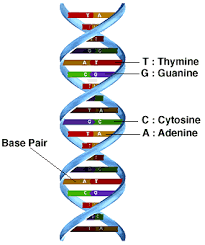 T A
G C
A T
T : Thymine
C G
G : Guanine
T A
C G
C : Cytosine
T A
A : Adenine
Base Pair
A T
C G
T A